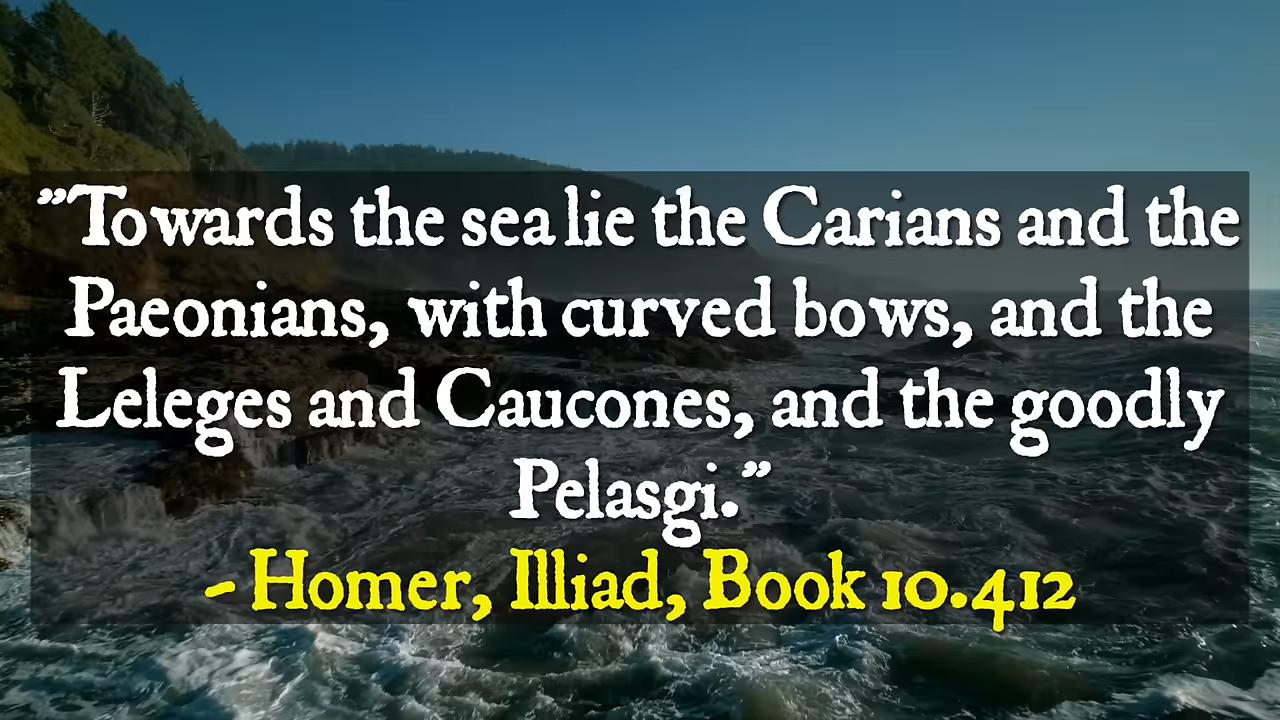 "Towards the sea lie the Carians and the
Paeonians, with curved bows, and the
Leleges and Caucones, and the goodly
Pelasgi."
- Homer, Illiad, Book 10.412